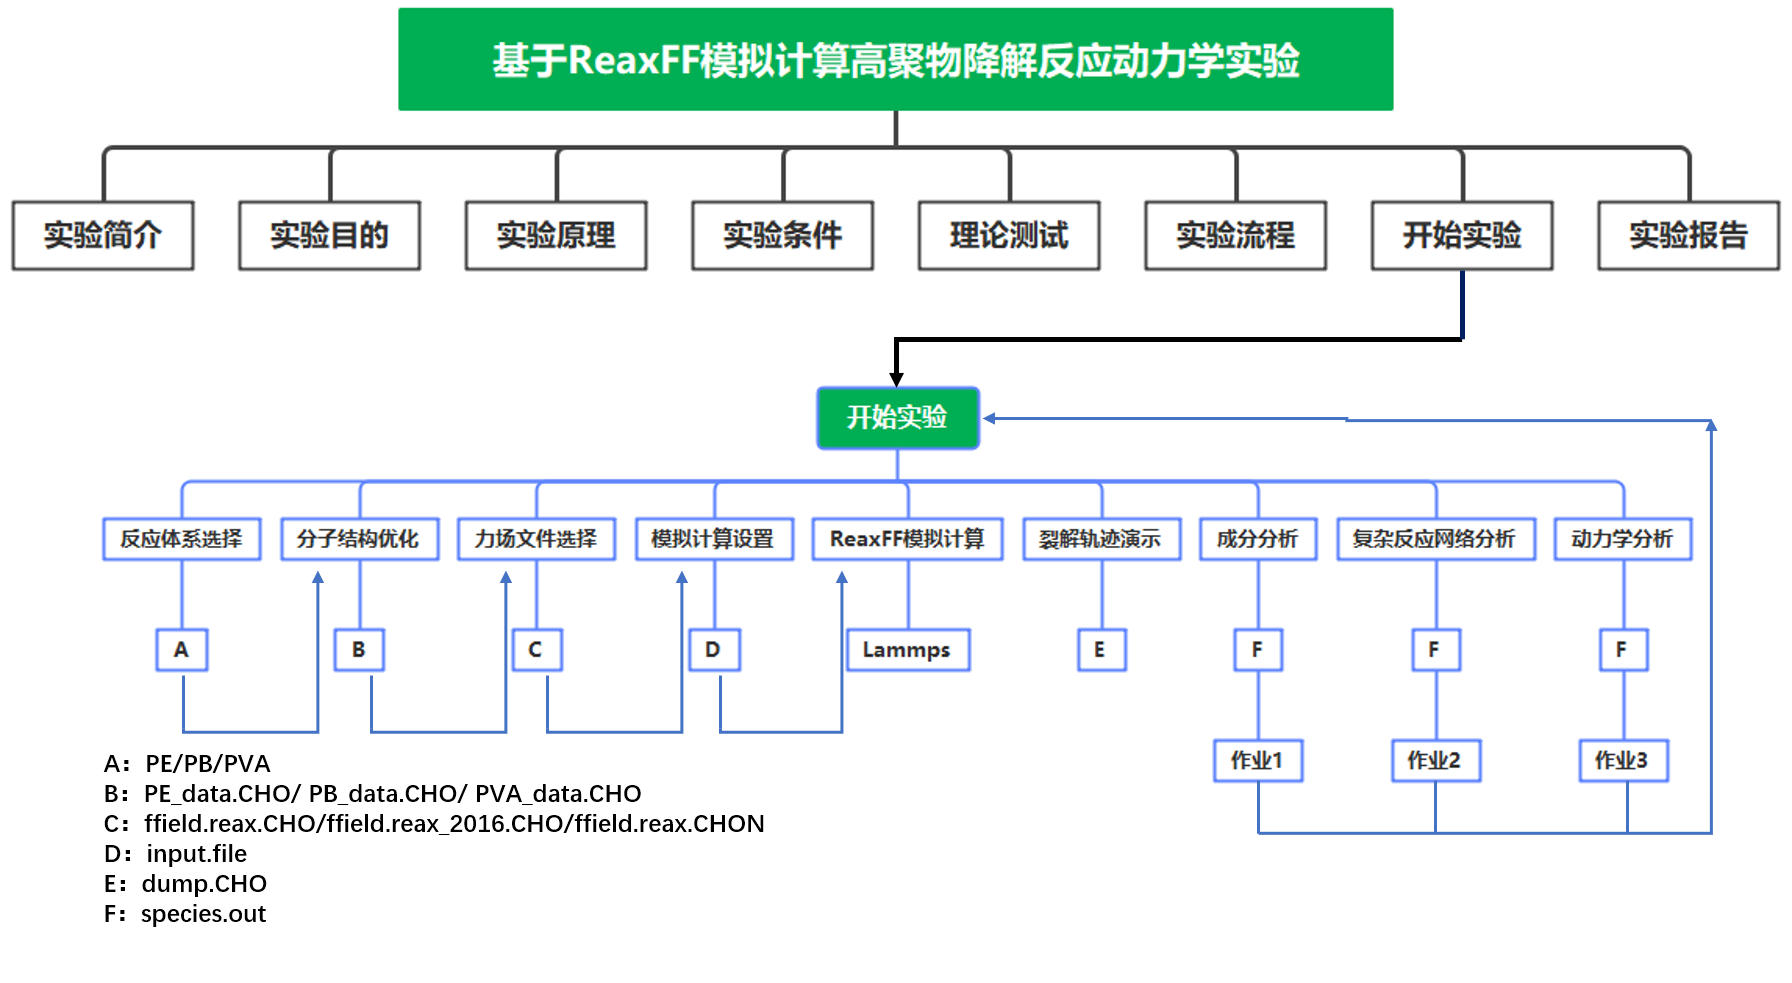 基于ReaxFF模拟计算高聚物降解反应动力学实验
实验简介
实验目的
实验原理
实验条件
理论测试
实验流程
开始实验
实验报告
开始实验
反应体系选择
分子结构优化
力场文件选择
模拟计算设置
ReaxFF模拟计算
裂解轨迹演示
成分分析
复杂反应网络分析
动力学分析
A
B
C
D
Lammps
E
F
F
F
作业1
作业2
作业3
A：PE/PB/PVA
B：PE_data.CHO/ PB_data.CHO/ PVA_data.CHO
C：ffield.reax.CHO/ffield.reax_2016.CHO/ffield.reax.CHON
D：input.file
E：dump.CHO
F：species.out